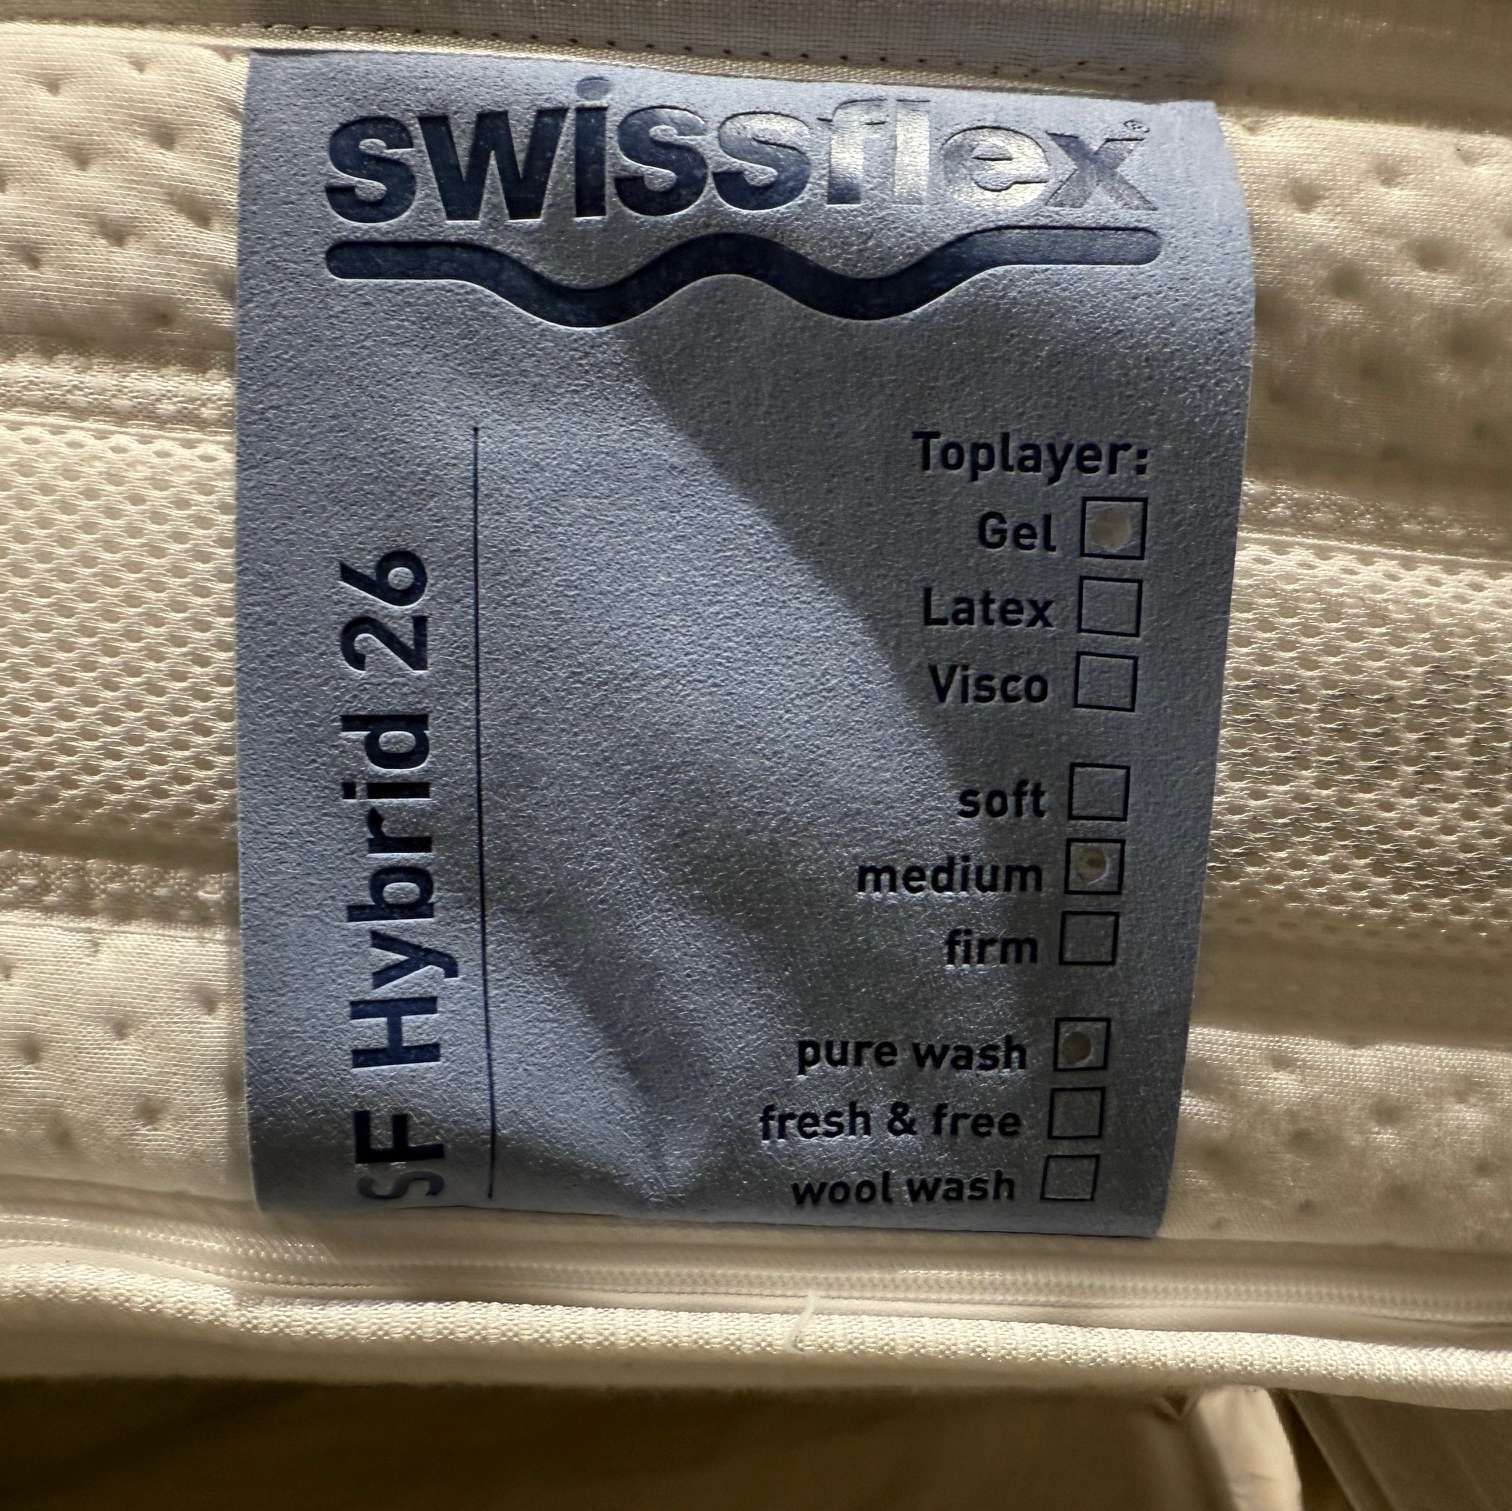 swissflex®
SF Hybrid 26
Toplayer:
Gel
Latex
Visco
soft
medium
firm
pure wash
fresh & free
wool wash